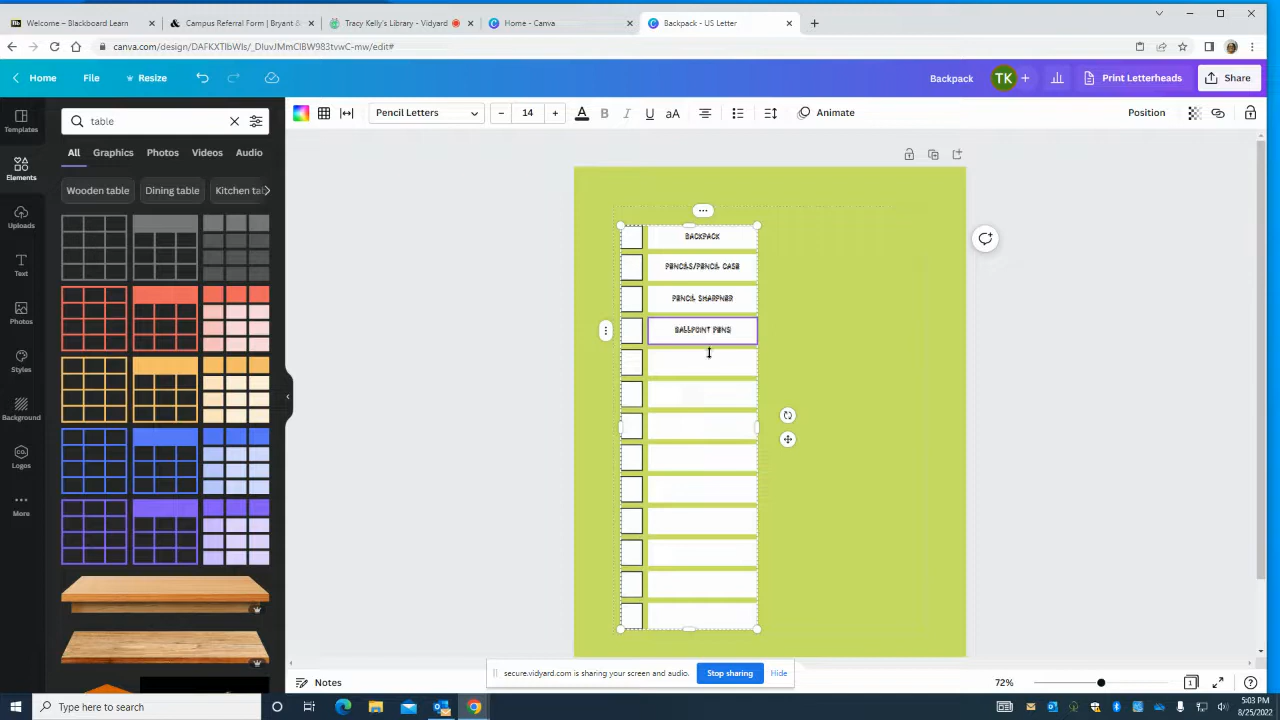 Welcome – Blackboard Learn
Campus Referral Form | Bryant &
Tracy Kelly's Library - Vidyard
Home - Canva
Backpack - US Letter
canva.com/design/DAFKXTlbWls/_DluvJMmClBW983tvwC-mw/edit#
Home
File
Resize
Backpack
TK
Print Letterheads
Share
Templates
Elements
Uploads
Text
Photos
Styles
Background
Logos
More
table
All
Graphics
Photos
Videos
Audio
Wooden table
Dining table
Kitchen tab
Pencil Letters
14
A
B
I
U
aA
Animate
Position
BACKPACK
PENCILS/PENCIL CASE
PENCIL SHARPNER
BALLPOINT PENS
secure.vidyard.com is sharing your screen and audio.
Stop sharing
Hide
Notes
72%
1
Type here to search
5:03 PM
8/25/2022